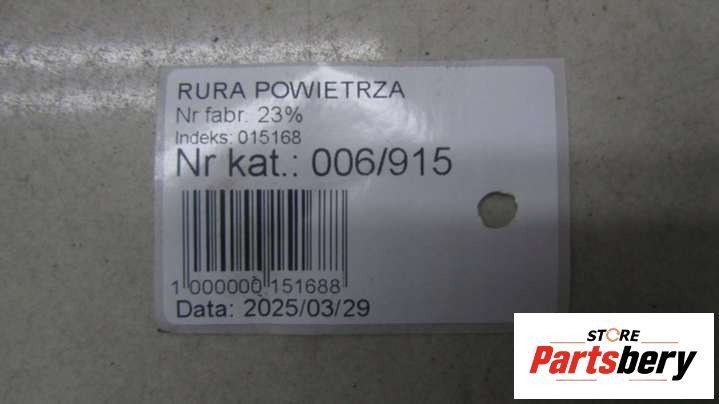 RURA POWIETRZA
Nr fabr. 23%
Indeks: 015168
Nr kat.: 006/915
1 000000 151688
Data: 2025/03/29
STORE
Partsbery